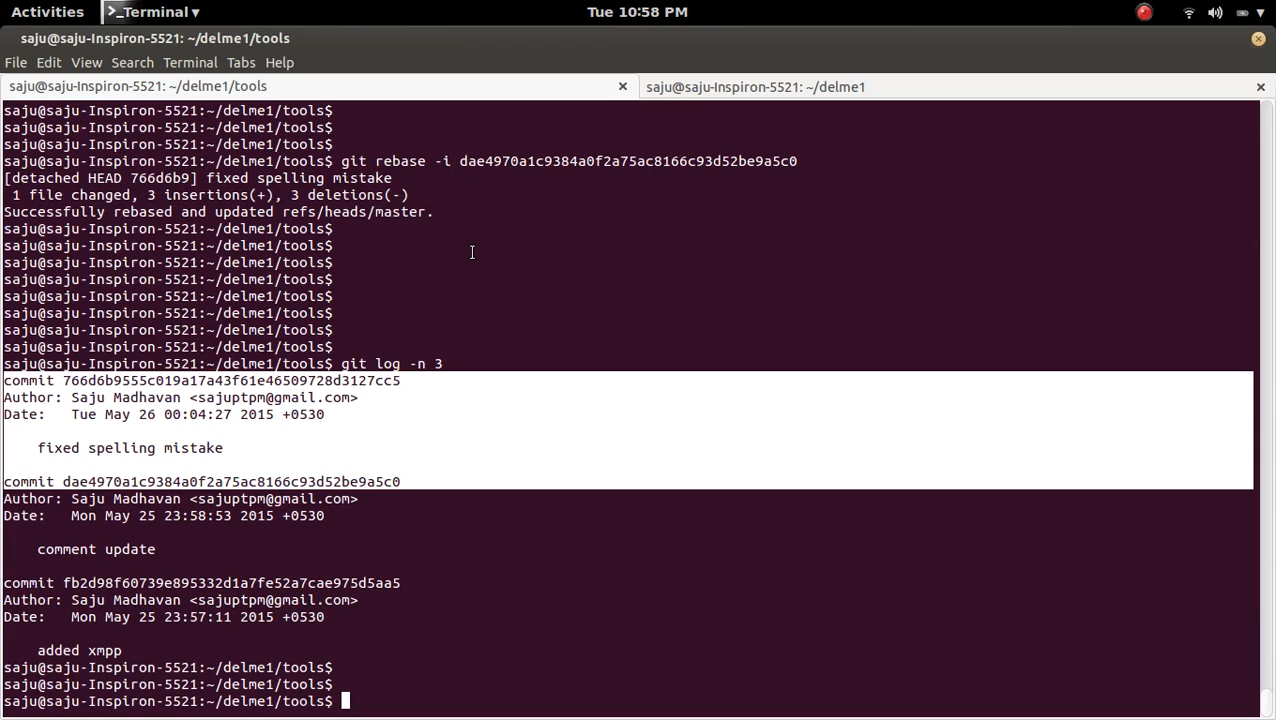 Activities
>_Terminal ▾
Tue 10:58 PM
saju@saju-Inspiron-5521: ~/delme1/tools
File Edit View Search Terminal Tabs Help
saju@saju-Inspiron-5521: ~/delme1/tools
saju@saju-Inspiron-5521: ~/delme1
saju@saju-Inspiron-5521:~/delme1/tools$
saju@saju-Inspiron-5521:~/delme1/tools$
saju@saju-Inspiron-5521:~/delme1/tools$
saju@saju-Inspiron-5521:~/delme1/tools$ git rebase -i dae4970a1c9384a0f2a75ac8166c93d52be9a5c0
[detached HEAD 766d6b9] fixed spelling mistake
 1 file changed, 3 insertions(+), 3 deletions(-)
Successfully rebased and updated refs/heads/master.
saju@saju-Inspiron-5521:~/delme1/tools$
saju@saju-Inspiron-5521:~/delme1/tools$
saju@saju-Inspiron-5521:~/delme1/tools$
saju@saju-Inspiron-5521:~/delme1/tools$
saju@saju-Inspiron-5521:~/delme1/tools$
saju@saju-Inspiron-5521:~/delme1/tools$
saju@saju-Inspiron-5521:~/delme1/tools$
saju@saju-Inspiron-5521:~/delme1/tools$
saju@saju-Inspiron-5521:~/delme1/tools$ git log -n 3
commit 766d6b9555c019a17a43f61e46509728d3127cc5
Author: Saju Madhavan <sajuptpm@gmail.com>
Date:   Tue May 26 00:04:27 2015 +0530
    fixed spelling mistake
commit dae4970a1c9384a0f2a75ac8166c93d52be9a5c0
Author: Saju Madhavan <sajuptpm@gmail.com>
Date:   Mon May 25 23:58:53 2015 +0530
    comment update
commit fb2d98f60739e895332d1a7fe52a7cae975d5aa5
Author: Saju Madhavan <sajuptpm@gmail.com>
Date:   Mon May 25 23:57:11 2015 +0530
    added xmpp
saju@saju-Inspiron-5521:~/delme1/tools$
saju@saju-Inspiron-5521:~/delme1/tools$
saju@saju-Inspiron-5521:~/delme1/tools$